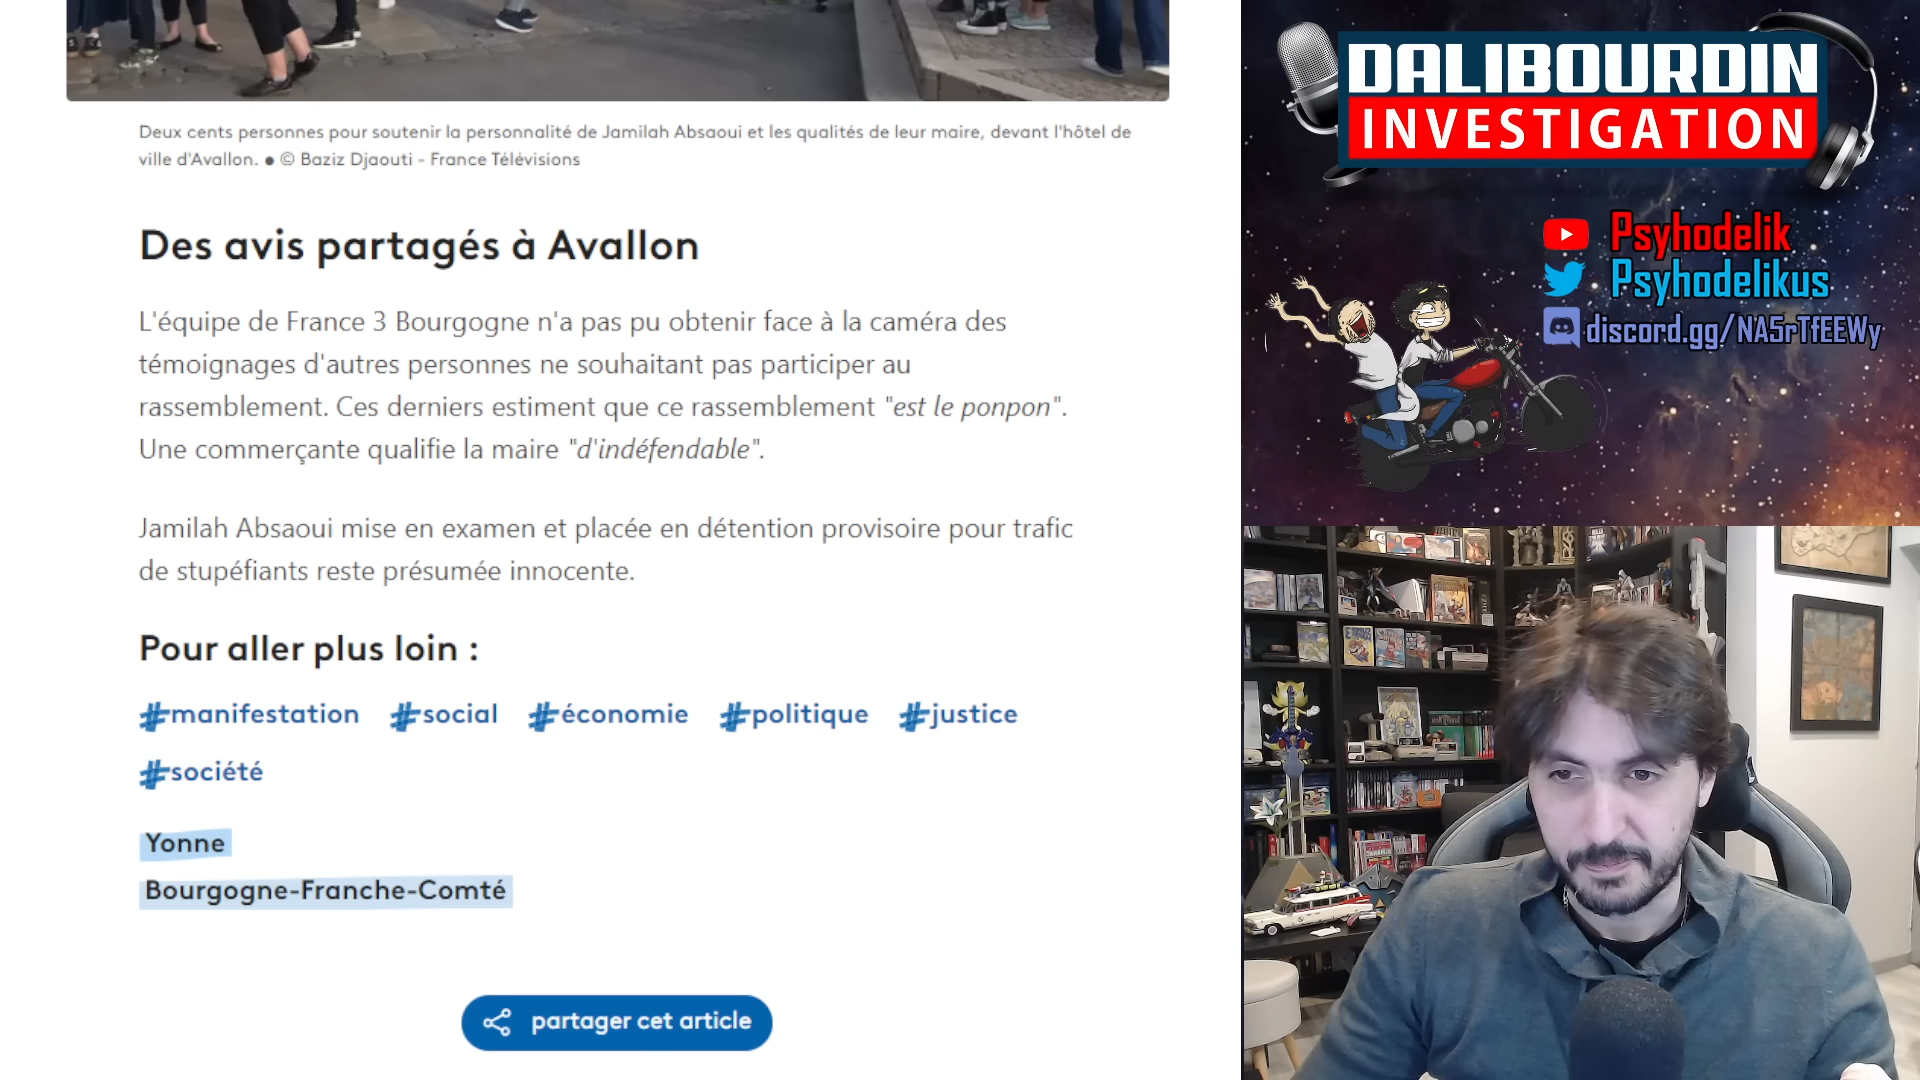 Deux cents personnes pour soutenir la personnalité de Jamilah Absaoui et les qualités de leur maire, devant l'hôtel de
ville d'Avallon. ● © Baziz Djaouti - France Télévisions
Des avis partagés à Avallon
L'équipe de France 3 Bourgogne n'a pas pu obtenir face à la caméra des
témoignages d'autres personnes ne souhaitant pas participer au
rassemblement. Ces derniers estiment que ce rassemblement "est le ponpon".
Une commerçante qualifie la maire "d'indéfendable".
Jamilah Absaoui mise en examen et placée en détention provisoire pour trafic
de stupéfiants reste présumée innocente.
Pour aller plus loin :
#manifestation #social #économie #politique #justice
#société
Yonne
Bourgogne-Franche-Comté
partager cet article
DALIBOURDIN
INVESTIGATION
Psyhodelik
Psyhodelikus
discord.gg/NA5rTfEEWy